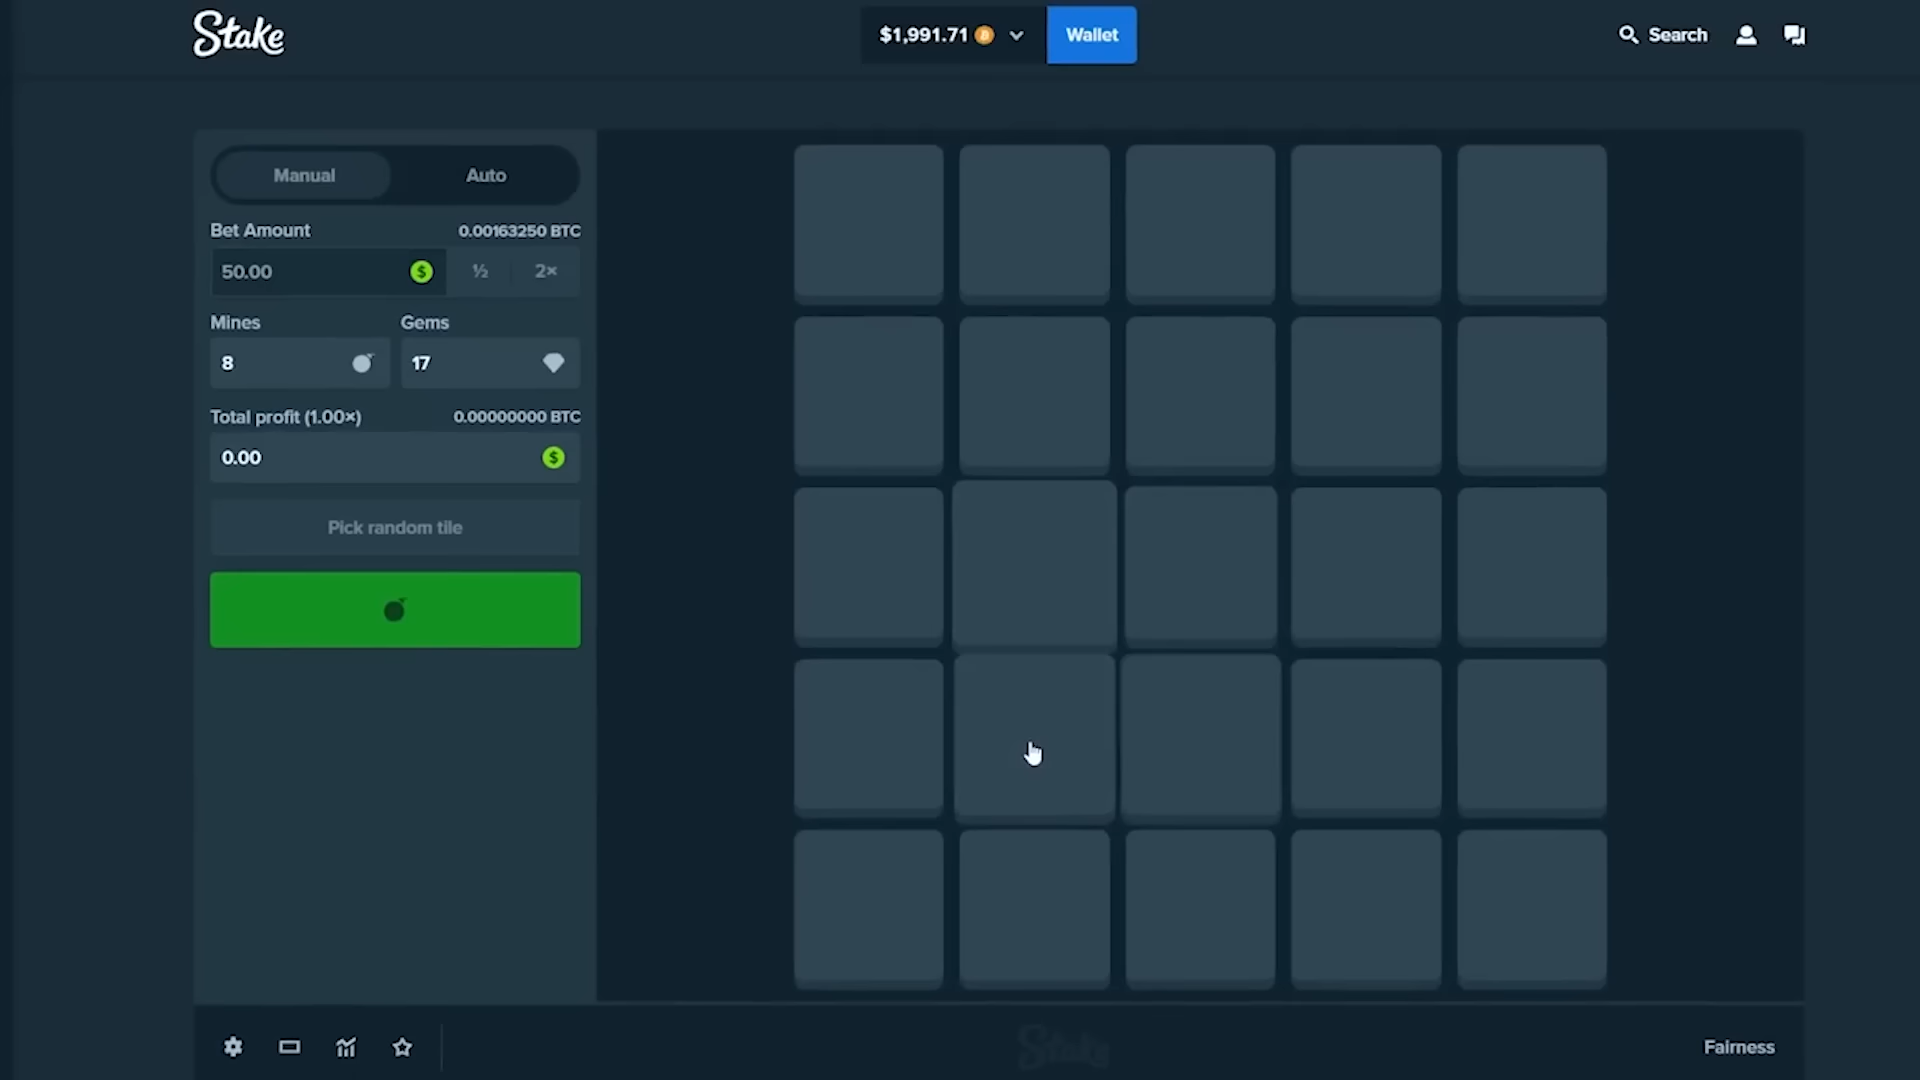 Stake
$1,991.71
Wallet
Search
Manual
Auto
Bet Amount
0.00163250 BTC
50.00
½
2×
Mines
Gems
8
17
Total profit (1.00×)
0.00000000 BTC
0.00
Pick random tile
Stake
Fairness